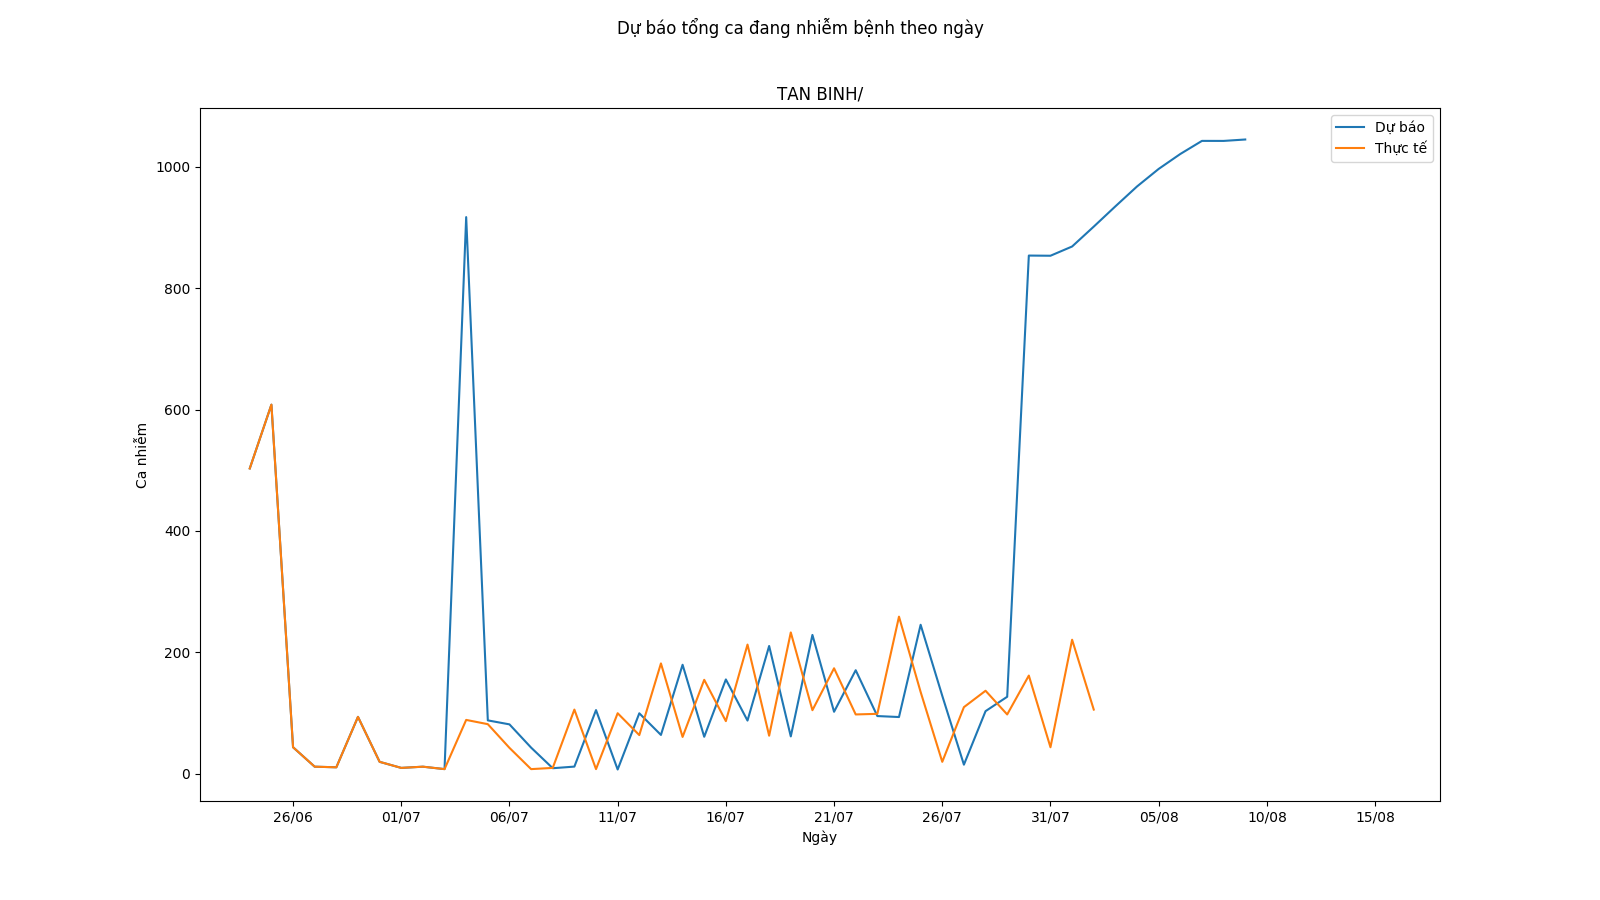 Dự báo tổng ca đang nhiễm bệnh theo ngày
TAN BINH/
Dự báo
Thực tế
1000
800
600
400
200
0
Ca nhiễm
26/06
01/07
06/07
11/07
16/07
21/07
26/07
31/07
05/08
10/08
15/08
Ngày